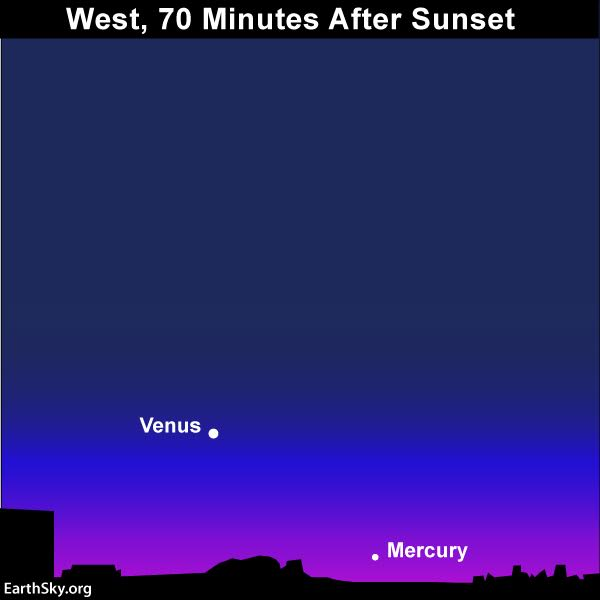 West, 70 Minutes After Sunset
Venus
Mercury
EarthSky.org